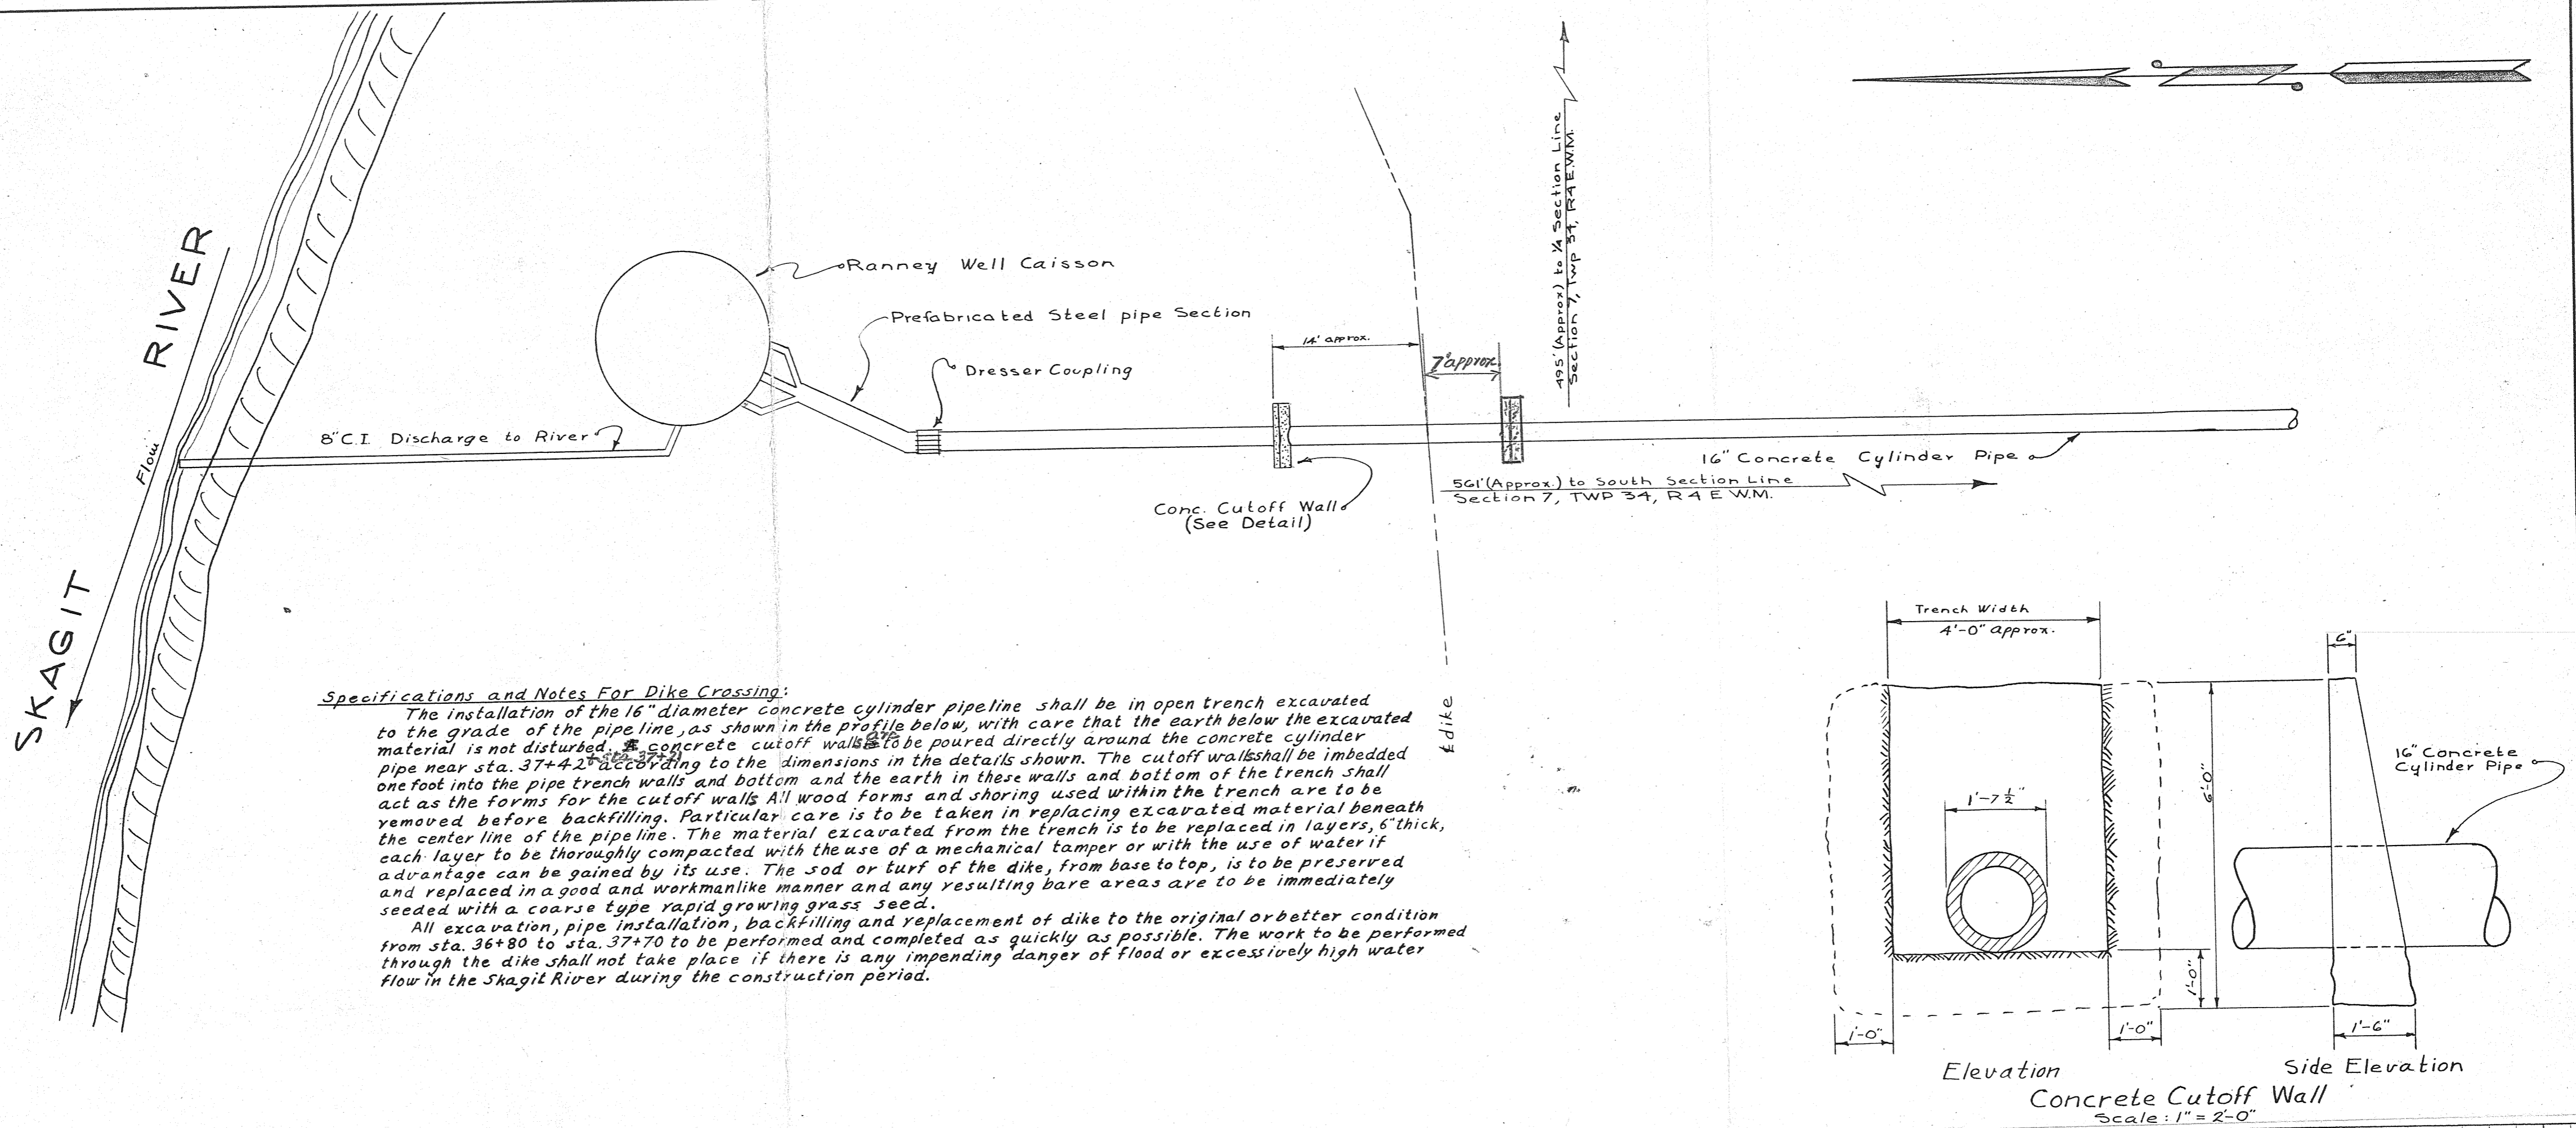 SKAGIT RIVER
Flow
8" C.I. Discharge to River
Ranney Well Caisson
Prefabricated Steel pipe Section
Dresser Coupling
14' approx.
7' approx.
495' (Approx) to ¼ Section Line
Section 7, Twp 34, R4 E.W.M.
Conc. Cutoff Wall
(See Detail)
16" Concrete Cylinder Pipe
561' (Approx.) to South Section Line
Section 7, TWP 34, R 4 E W.M.
℄ dike
Specifications and Notes For Dike Crossing:
The installation of the 16" diameter concrete cylinder pipeline shall be in open trench excavated
to the grade of the pipe line, as shown in the profile below, with care that the earth below the excavated
material is not disturbed. concrete cutoff walls are to be poured directly around the concrete cylinder
pipe near sta. 37+42 + sta. 37+21 according to the dimensions in the details shown. The cutoff walls shall be imbedded
one foot into the pipe trench walls and bottom and the earth in these walls and bottom of the trench shall
act as the forms for the cutoff walls All wood forms and shoring used within the trench are to be
removed before backfilling. Particular care is to be taken in replacing excavated material beneath
the center line of the pipe line. The material excavated from the trench is to be replaced in layers, 6" thick,
each layer to be thoroughly compacted with the use of a mechanical tamper or with the use of water if
advantage can be gained by its use. The sod or turf of the dike, from base to top, is to be preserved
and replaced in a good and workmanlike manner and any resulting bare areas are to be immediately
seeded with a coarse type rapid growing grass seed.
All excavation, pipe installation, backfilling and replacement of dike to the original or better condition
from sta. 36+80 to sta. 37+70 to be performed and completed as quickly as possible. The work to be performed
through the dike shall not take place if there is any impending danger of flood or excessively high water
flow in the Skagit River during the construction period.
Trench Width
4'-0" approx.
1'-7 ½"
6'-0"
1'-0"
1'-0"
1'-0"
Elevation
6"
16" Concrete
Cylinder Pipe
1'-6"
Side Elevation
Concrete Cutoff Wall
Scale: 1" = 2'-0"